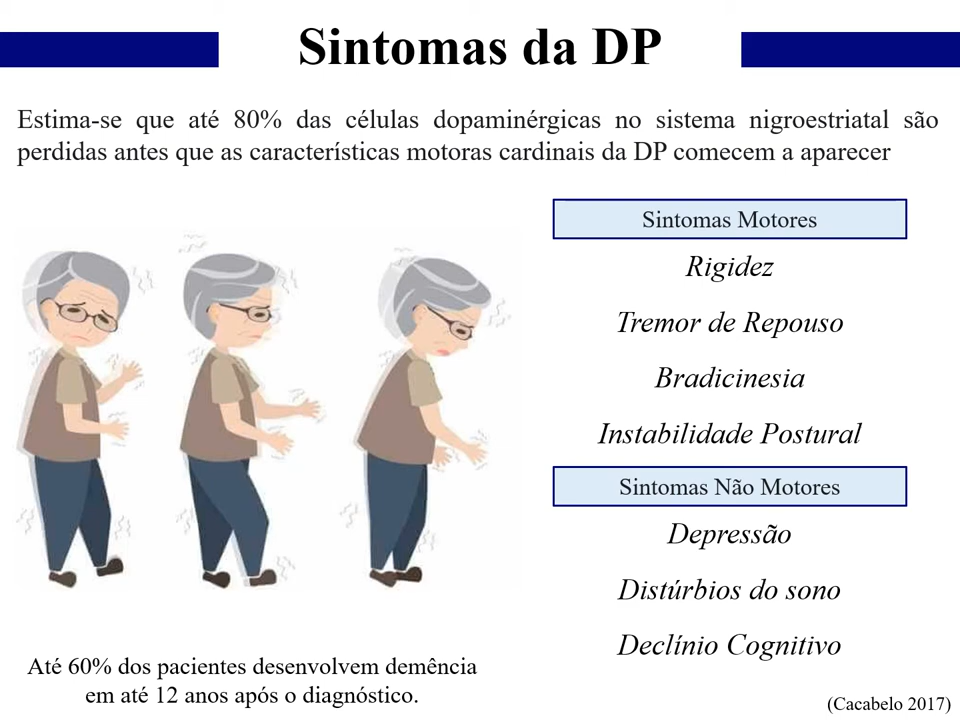 Sintomas da DP
Estima-se que até 80% das células dopaminérgicas no sistema nigroestriatal são
perdidas antes que as características motoras cardinais da DP comecem a aparecer
Sintomas Motores
Rigidez
Tremor de Repouso
Bradicinesia
Instabilidade Postural
Sintomas Não Motores
Depressão
Distúrbios do sono
Declínio Cognitivo
Até 60% dos pacientes desenvolvem demência
em até 12 anos após o diagnóstico.
(Cacabelo 2017)